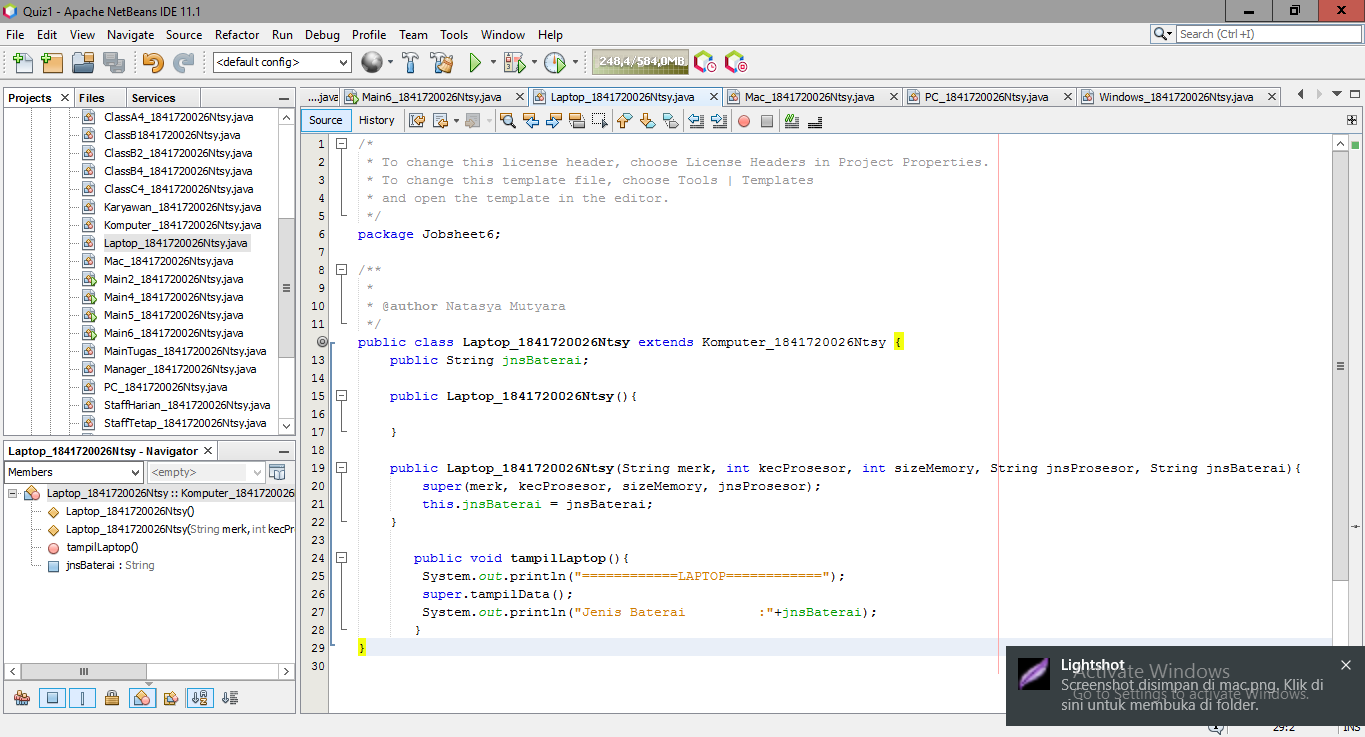 Quiz1 - Apache NetBeans IDE 11.1
File Edit View Navigate Source Refactor Run Debug Profile Team Tools Window Help
Search (Ctrl+I)
<default config>
248,4/584,0MB
Projects Files Services
ClassA4_1841720026Ntsy.java
ClassB1841720026Ntsy.java
ClassB2_1841720026Ntsy.java
ClassB4_1841720026Ntsy.java
ClassC4_1841720026Ntsy.java
Karyawan_1841720026Ntsy.java
Komputer_1841720026Ntsy.java
Laptop_1841720026Ntsy.java
Mac_1841720026Ntsy.java
Main2_1841720026Ntsy.java
Main4_1841720026Ntsy.java
Main5_1841720026Ntsy.java
Main6_1841720026Ntsy.java
MainTugas_1841720026Ntsy.java
Manager_1841720026Ntsy.java
PC_1841720026Ntsy.java
StaffHarian_1841720026Ntsy.java
StaffTetap_1841720026Ntsy.java
Laptop_1841720026Ntsy - Navigator
Members <empty>
Laptop_1841720026Ntsy :: Komputer_1841720026
Laptop_1841720026Ntsy()
Laptop_1841720026Ntsy(String merk, int kecPr
tampilLaptop()
jnsBaterai : String
....java Main6_1841720026Ntsy.java Laptop_1841720026Ntsy.java Mac_1841720026Ntsy.java PC_1841720026Ntsy.java Windows_1841720026Ntsy.java
Source History
1 /*
2 * To change this license header, choose License Headers in Project Properties.
3 * To change this template file, choose Tools | Templates
4 * and open the template in the editor.
5 */
6 package Jobsheet6;
7
8 /**
9 *
10 * @author Natasya Mutyara
11 */
public class Laptop_1841720026Ntsy extends Komputer_1841720026Ntsy {
13 public String jnsBaterai;
14
15 public Laptop_1841720026Ntsy(){
16
17 }
18
19 public Laptop_1841720026Ntsy(String merk, int kecProsesor, int sizeMemory, String jnsProsesor, String jnsBaterai){
20 super(merk, kecProsesor, sizeMemory, jnsProsesor);
21 this.jnsBaterai = jnsBaterai;
22 }
23
24 public void tampilLaptop(){
25 System.out.println("============LAPTOP============");
26 super.tampilData();
27 System.out.println("Jenis Baterai :"+jnsBaterai);
28 }
29 }
30
Lightshot
Activate Windows
Screenshot disimpan di mac.png. Klik di
Go to Settings to activate Windows.
sini untuk membuka di folder.
29:2 INS